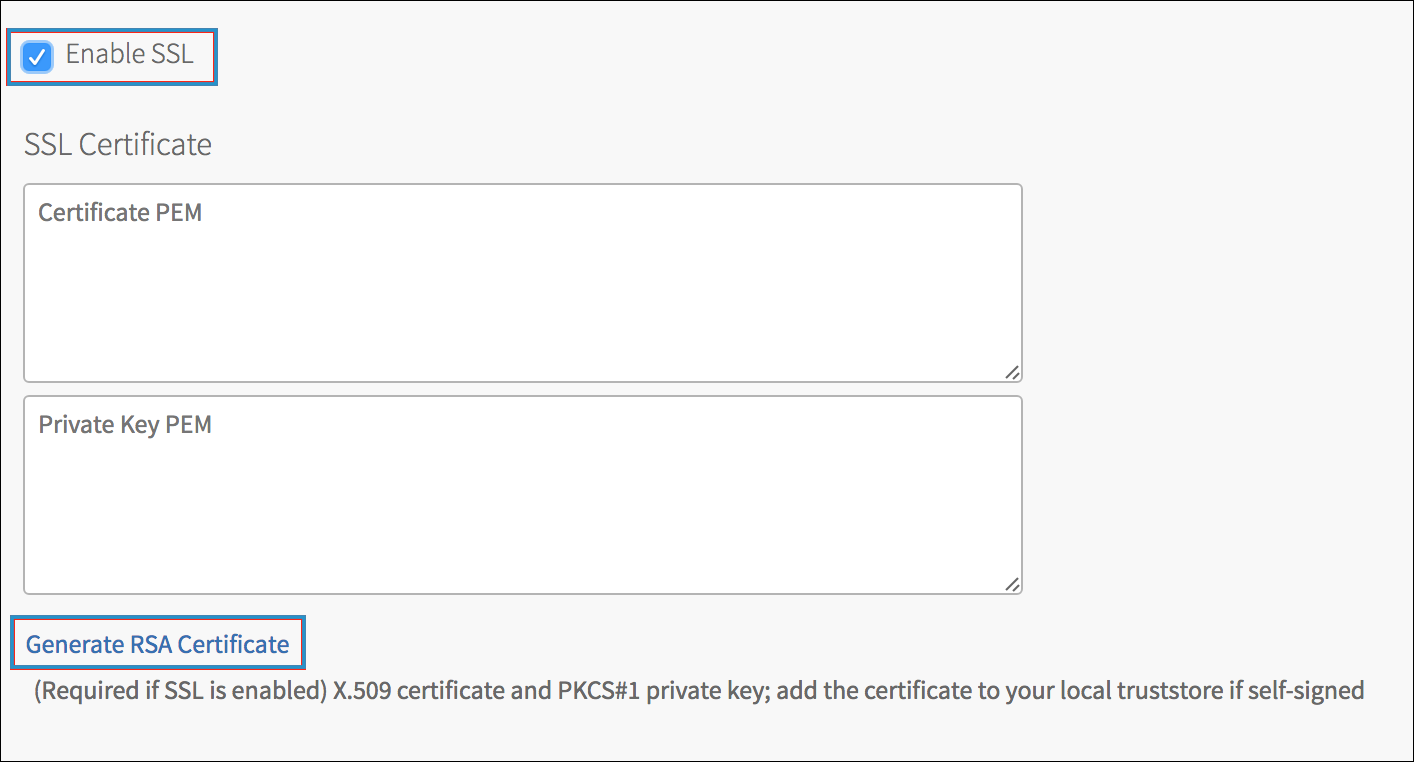 Enable SSL
SSL Certificate
Certificate PEM
Private Key PEM
Generate RSA Certificate
(Required if SSL is enabled) X.509 certificate and PKCS#1 private key; add the certificate to your local truststore if self-signed